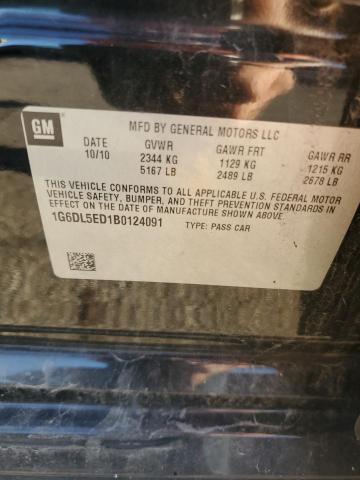 GM
MFD BY GENERAL MOTORS LLC
DATE GVWR GAWR FRT GAWR RR
10/10 2344 KG 1129 KG 1215 KG
5167 LB 2489 LB 2678 LB
THIS VEHICLE CONFORMS TO ALL APPLICABLE U.S. FEDERAL MOTOR
VEHICLE SAFETY, BUMPER, AND THEFT PREVENTION STANDARDS IN
EFFECT ON THE DATE OF MANUFACTURE SHOWN ABOVE.
1G6DL5ED1B0124091 TYPE: PASS CAR